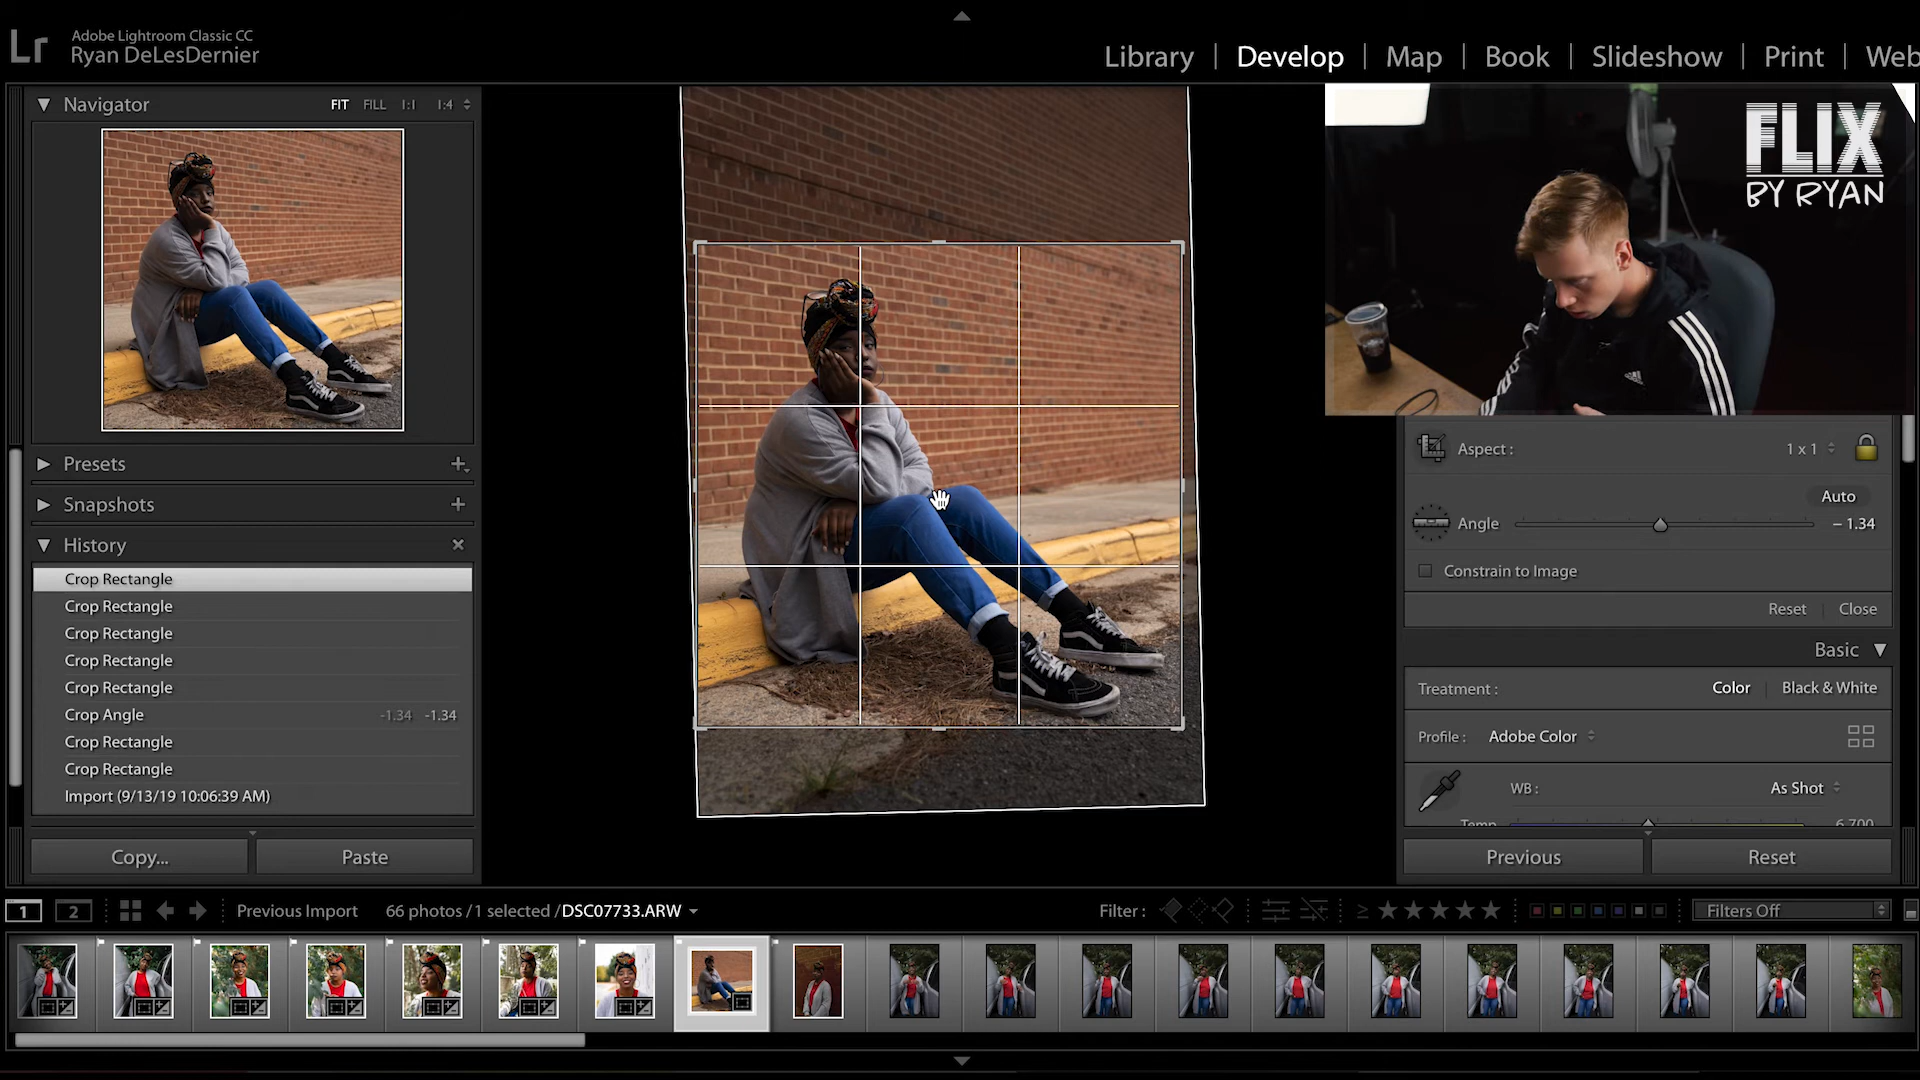 Lr
Adobe Lightroom Classic CC
Ryan DeLesDernier
Library | Develop | Map | Book | Slideshow | Print | Web
Navigator FIT FILL 1:1 1:4
FLIX
BY RYAN
Presets
Snapshots
History
Crop Rectangle
Crop Rectangle
Crop Rectangle
Crop Rectangle
Crop Rectangle
Crop Angle -1.34 -1.34
Crop Rectangle
Crop Rectangle
Import (9/13/19 10:06:39 AM)
Copy... Paste
Aspect : 1 x 1
Auto
Angle – 1.34
Constrain to Image
Reset Close
Basic
Treatment : Color Black & White
Profile : Adobe Color
WB : As Shot
Temp 6,700
Previous Reset
1 2 Previous Import 66 photos / 1 selected / DSC07733.ARW Filter : ≥ ★★★★★ Filters Off